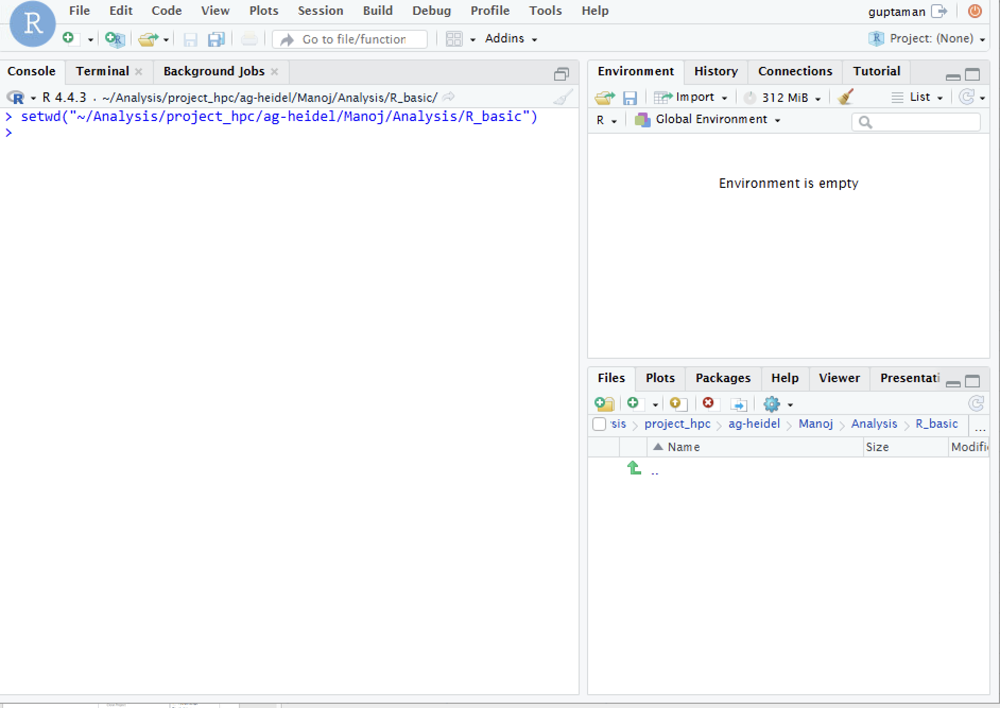 R
File Edit Code View Plots Session Build Debug Profile Tools Help
guptaman
Go to file/function
Addins
Project: (None)
Console Terminal Background Jobs
R 4.4.3 . ~/Analysis/project_hpc/ag-heidel/Manoj/Analysis/R_basic/
> setwd("~/Analysis/project_hpc/ag-heidel/Manoj/Analysis/R_basic")
>
Environment History Connections Tutorial
Import 312 MiB List
R Global Environment
Environment is empty
Files Plots Packages Help Viewer Presentati
sis project_hpc ag-heidel Manoj Analysis R_basic ...
Name Size Modifi
..
Close Project